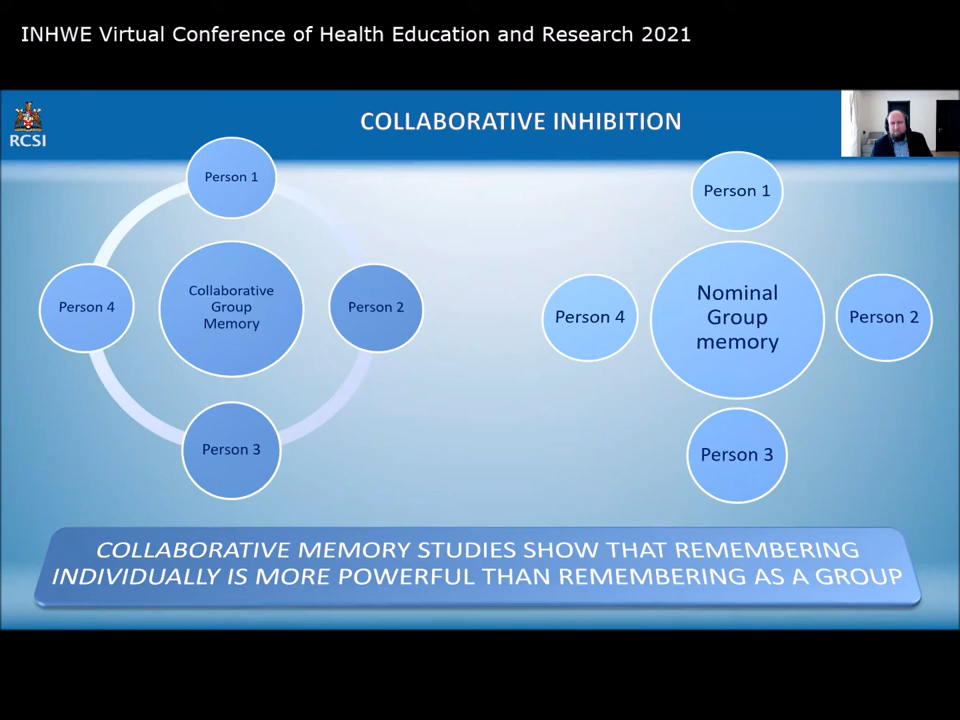 INHWE Virtual Conference of Health Education and Research 2021
RCSI
COLLABORATIVE INHIBITION
Person 1
Person 4
Collaborative
Group
Memory
Person 2
Person 3
Person 1
Person 4
Nominal
Group
memory
Person 2
Person 3
COLLABORATIVE MEMORY STUDIES SHOW THAT REMEMBERING
INDIVIDUALLY IS MORE POWERFUL THAN REMEMBERING AS A GROUP